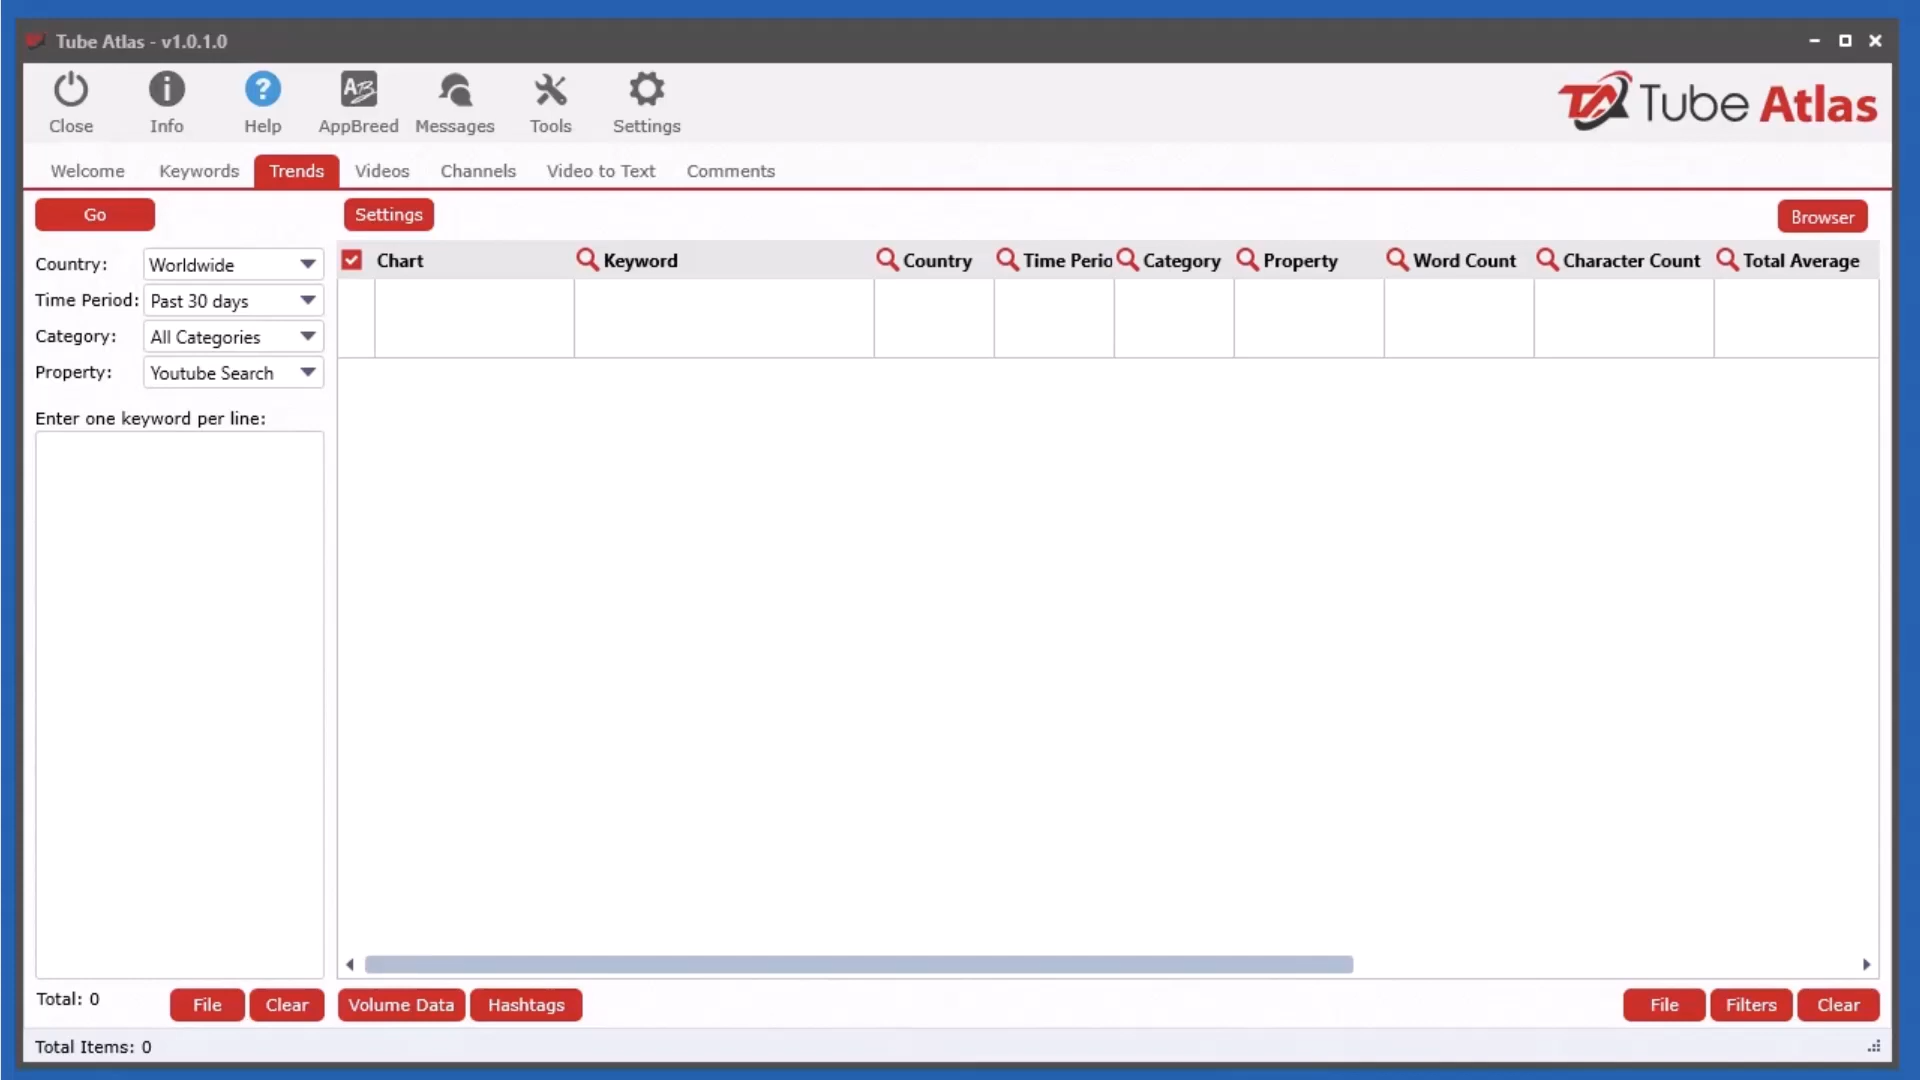 Tube Atlas - v1.0.1.0
Close Info Help AppBreed Messages Tools Settings
Tube Atlas
Welcome Keywords Trends Videos Channels Video to Text Comments
Go Settings Browser
Country: Worldwide
Time Period: Past 30 days
Category: All Categories
Property: Youtube Search
Enter one keyword per line:
Chart Keyword Country Time Perio Category Property Word Count Character Count Total Average
Total: 0 File Clear Volume Data Hashtags File Filters Clear
Total Items: 0